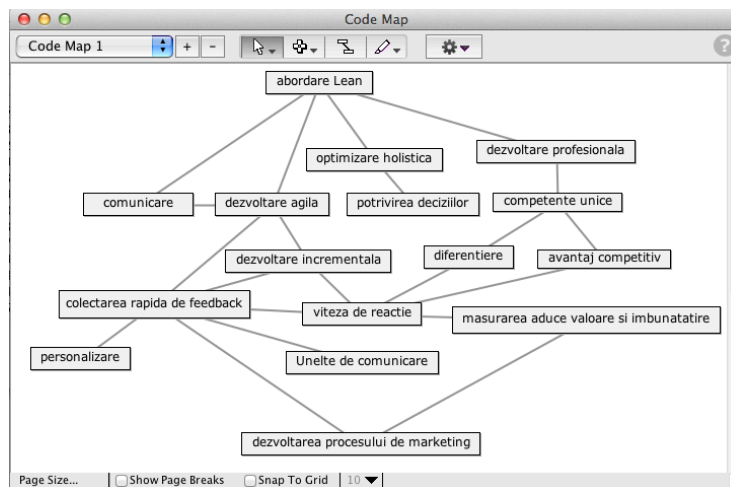 Code Map
Code Map 1
+
-
?
abordare Lean
optimizare holistica
dezvoltare profesionala
comunicare
dezvoltare agila
potrivirea deciziilor
competente unice
dezvoltare incrementala
diferentiere
avantaj competitiv
colectarea rapida de feedback
viteza de reactie
masurarea aduce valoare si imbunatatire
personalizare
Unelte de comunicare
dezvoltarea procesului de marketing
Page Size... Show Page Breaks Snap To Grid 10